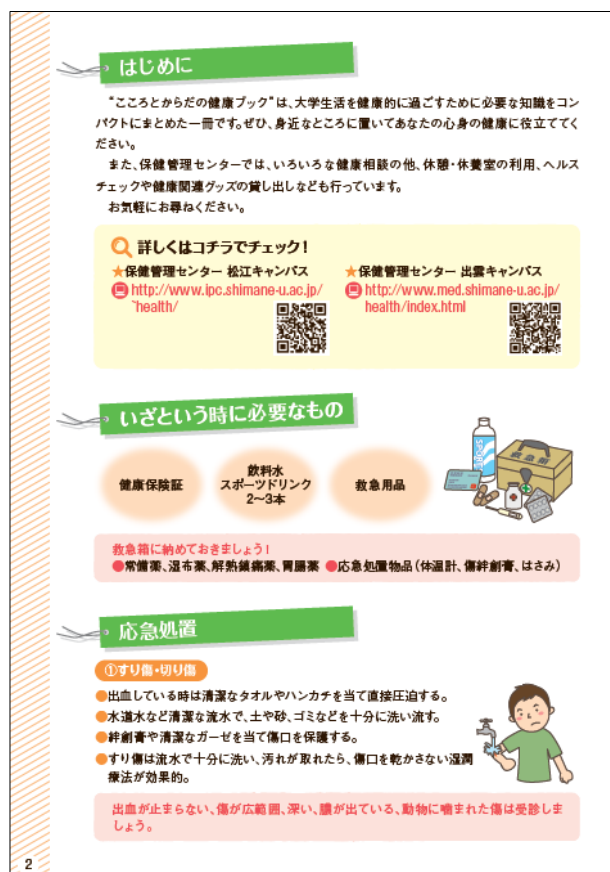 はじめに
“こころとからだの健康ブック”は、大学生活を健康的に過ごすために必要な知識をコン
パクトにまとめた一冊です。ぜひ、身近なところに置いてあなたの心身の健康に役立ててく
ださい。
また、保健管理センターでは、いろいろな健康相談の他、休憩・休養室の利用、ヘルス
チェックや健康関連グッズの貸し出しなども行っています。
お気軽にお尋ねください。
詳しくはコチラでチェック！
★保健管理センター 松江キャンパス
http://www.ipc.shimane-u.ac.jp/
~health/
★保健管理センター 出雲キャンパス
http://www.med.shimane-u.ac.jp/
health/index.html
いざという時に必要なもの
健康保険証
飲料水
スポーツドリンク
2〜3本
救急用品
SPORT
救急箱
救急箱に納めておきましょう！
●常備薬、湿布薬、解熱鎮痛薬、胃腸薬 ●応急処置物品（体温計、傷絆創膏、はさみ）
応急処置
①すり傷・切り傷
●出血している時は清潔なタオルやハンカチを当て直接圧迫する。
●水道水など清潔な流水で、土や砂、ゴミなどを十分に洗い流す。
●絆創膏や清潔なガーゼを当て傷口を保護する。
●すり傷は流水で十分に洗い、汚れが取れたら、傷口を乾かさない湿潤
療法が効果的。
出血が止まらない、傷が広範囲、深い、膿が出ている、動物に噛まれた傷は受診しま
しょう。
2